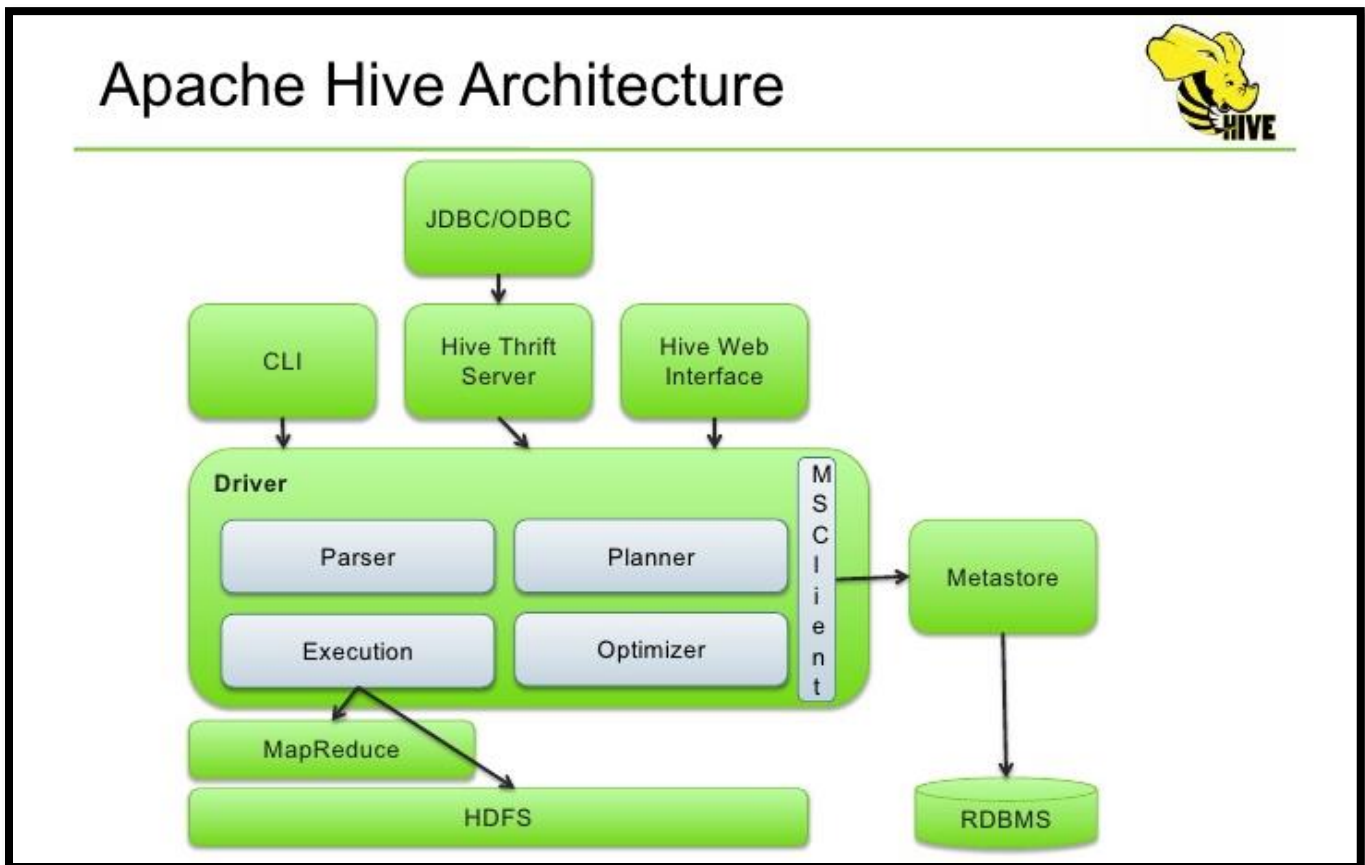 Apache Hive Architecture
HIVE
JDBC/ODBC
CLI
Hive Thrift
Server
Hive Web
Interface
Driver
Parser
Planner
Execution
Optimizer
MSClient
Metastore
MapReduce
HDFS
RDBMS